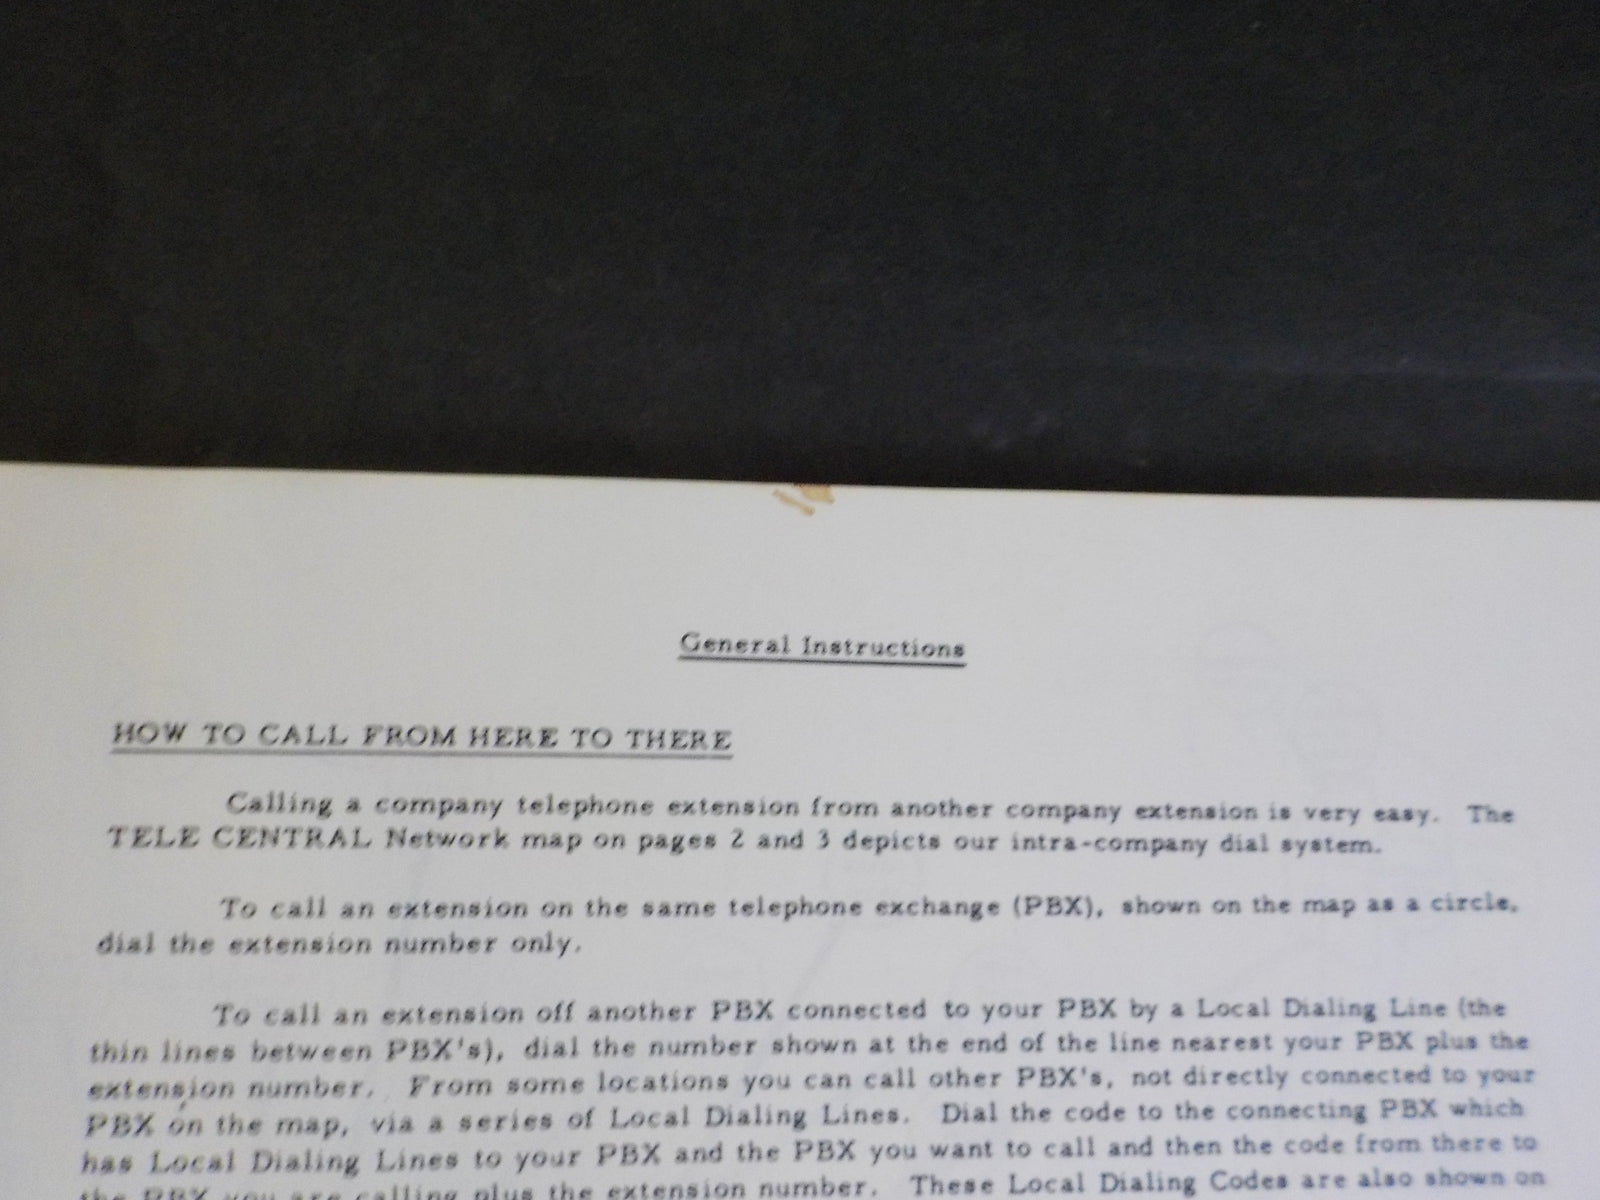 General Instructions
HOW TO CALL FROM HERE TO THERE
Calling a company telephone extension from another company extension is very easy. The
TELE CENTRAL Network map on pages 2 and 3 depicts our intra-company dial system.
To call an extension on the same telephone exchange (PBX), shown on the map as a circle,
dial the extension number only.
To call an extension off another PBX connected to your PBX by a Local Dialing Line (the
thin lines between PBX's), dial the number shown at the end of the line nearest your PBX plus the
extension number. From some locations you can call other PBX's, not directly connected to your
PBX on the map, via a series of Local Dialing Lines. Dial the code to the connecting PBX which
has Local Dialing Lines to your PBX and the PBX you want to call and then the code from there to
the PBX you are calling plus the extension number. These Local Dialing Codes are also shown on